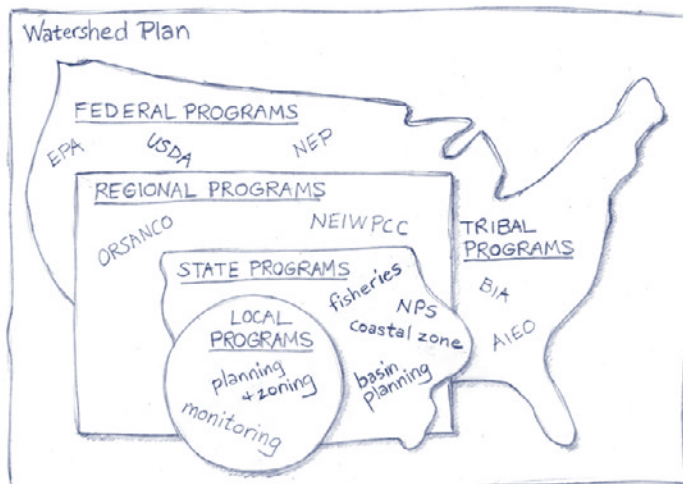 Watershed Plan
FEDERAL PROGRAMS
EPA
USDA
NEP
REGIONAL PROGRAMS
ORSANCO
NEIWPCC
TRIBAL
PROGRAMS
BIA
AIEO
STATE PROGRAMS
fisheries
NPS
coastal zone
basin
planning
LOCAL
PROGRAMS
planning
+ zoning
monitoring